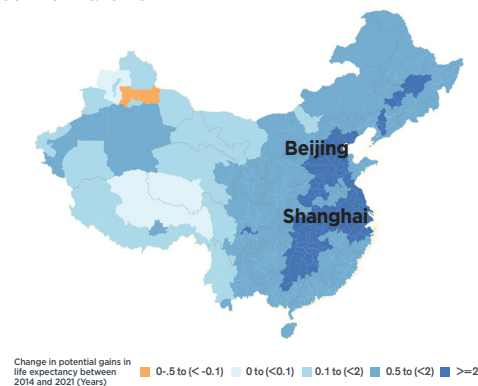 Beijing
Shanghai
Change in potential gains in
life expectancy between
2014 and 2021 (Years)
0-.5 to (< -0.1)
0 to (<0.1)
0.1 to (<2)
0.5 to (<2)
>=2